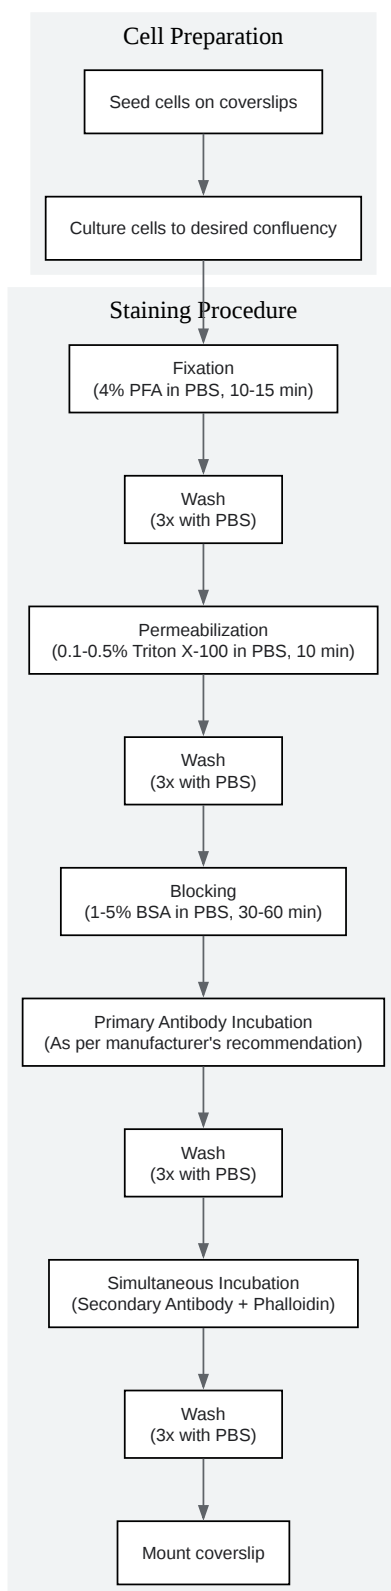 Cell Preparation
Seed cells on coverslips
Culture cells to desired confluency
Staining Procedure
Fixation
(4% PFA in PBS, 10-15 min)
Wash
(3x with PBS)
Permeabilization
(0.1-0.5% Triton X-100 in PBS, 10 min)
Wash
(3x with PBS)
Blocking
(1-5% BSA in PBS, 30-60 min)
Primary Antibody Incubation
(As per manufacturer's recommendation)
Wash
(3x with PBS)
Simultaneous Incubation
(Secondary Antibody + Phalloidin)
Wash
(3x with PBS)
Mount coverslip